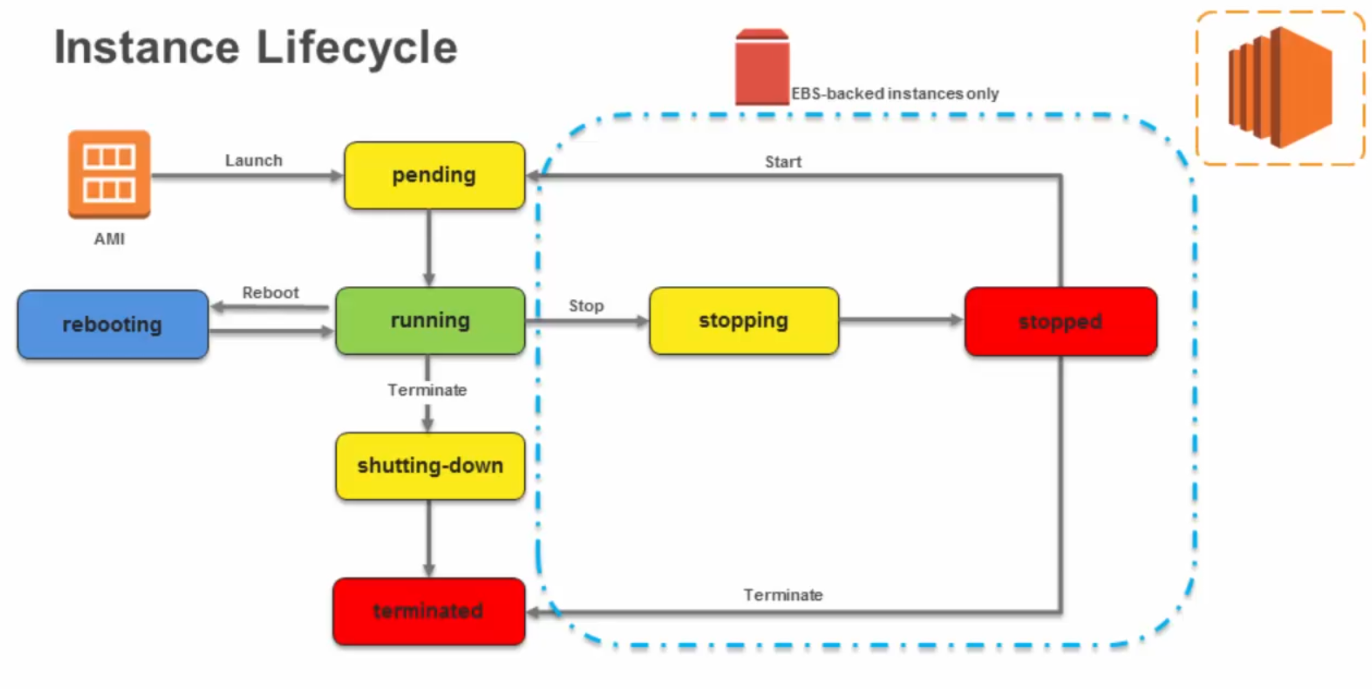 Instance Lifecycle
EBS-backed instances only
Launch
pending
Start
AMI
Reboot
rebooting
running
Stop
stopping
stopped
Terminate
shutting-down
Terminate
terminated